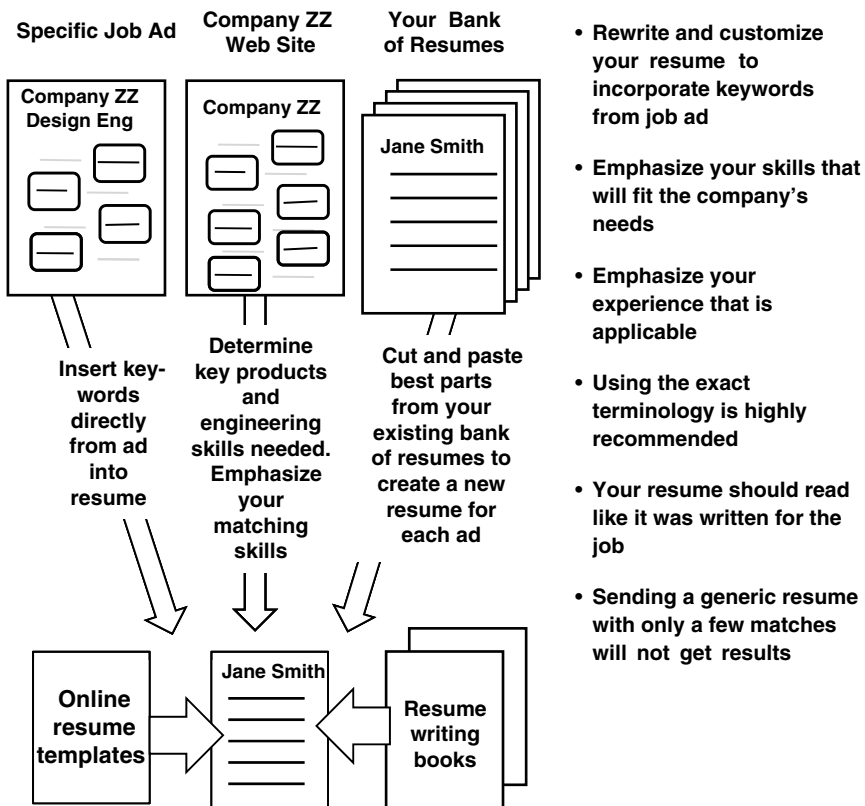 Specific Job Ad
Company ZZ
Web Site
Your Bank
of Resumes
Company ZZ
Design Eng
Company ZZ
Jane Smith
Insert key-
words
directly
from ad
into
resume
Determine
key products
and
engineering
skills needed.
Emphasize
your
matching
skills
Cut and paste
best parts
from your
existing bank
of resumes to
create a new
resume for
each ad
Online
resume
templates
Jane Smith
Resume
writing
books
• Rewrite and customize
your resume to
incorporate keywords
from job ad
• Emphasize your skills that
will fit the company's
needs
• Emphasize your
experience that is
applicable
• Using the exact
terminology is highly
recommended
• Your resume should read
like it was written for the
job
• Sending a generic resume
with only a few matches
will not get results